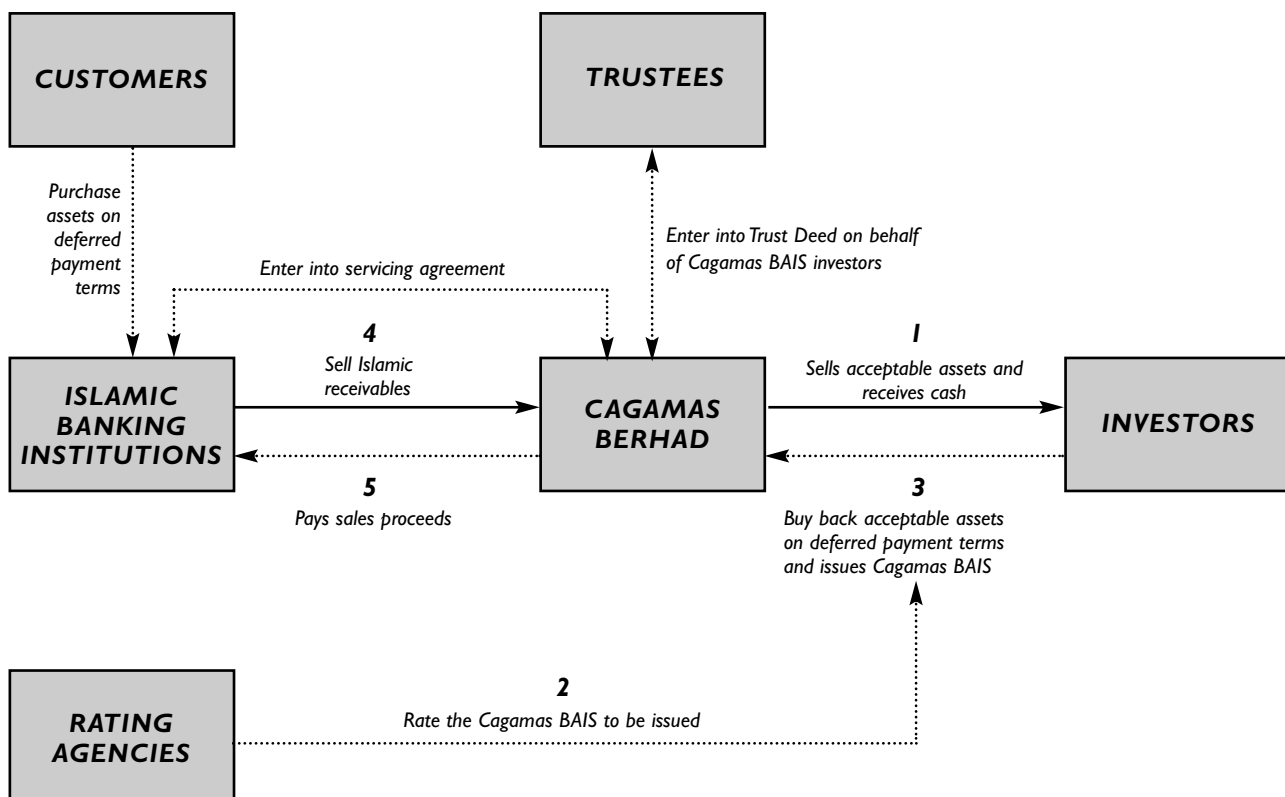 CUSTOMERS
TRUSTEES
Purchase
assets on
deferred
payment
terms
Enter into Trust Deed on behalf
of Cagamas BAIS investors
Enter into servicing agreement
4
Sell Islamic
receivables
1
Sells acceptable assets and
receives cash
ISLAMIC
BANKING
INSTITUTIONS
CAGAMAS
BERHAD
INVESTORS
5
Pays sales proceeds
3
Buy back acceptable assets
on deferred payment terms
and issues Cagamas BAIS
2
Rate the Cagamas BAIS to be issued
RATING
AGENCIES